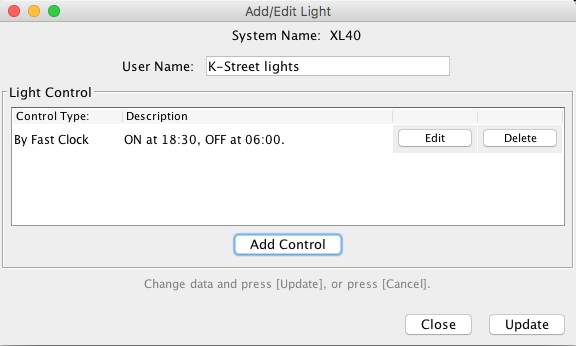 Add/Edit Light
System Name: XL40
User Name: K-Street lights
Light Control
Control Type: Description
By Fast Clock ON at 18:30, OFF at 06:00. Edit Delete
Add Control
Change data and press [Update], or press [Cancel].
Close Update